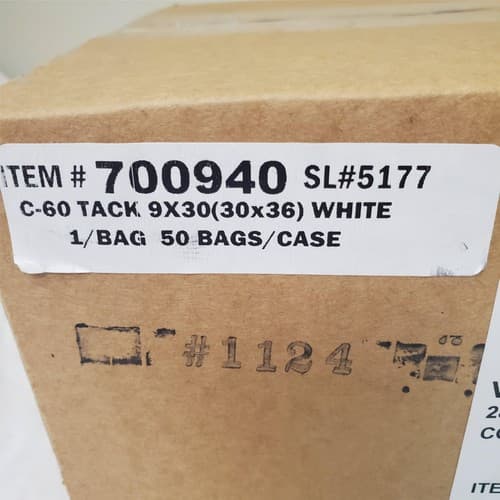 ITEM # 700940 SL#5177
C-60 TACK 9X30(30x36) WHITE
1/BAG 50 BAGS/CASE
#1124